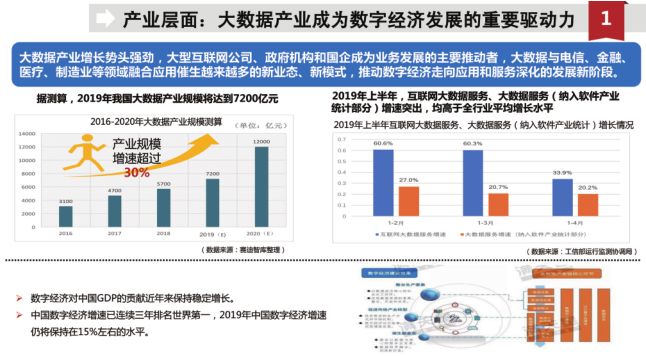 产业层面：大数据产业成为数字经济发展的重要驱动力
1
大数据产业增长势头强劲，大型互联网公司、政府机构和国企成为业务发展的主要推动者，大数据与电信、金融、
医疗、制造业等领域融合应用催生越来越多的新业态、新模式，推动数字经济走向应用和服务深化的发展新阶段。
据测算，2019年我国大数据产业规模将达到7200亿元
2016-2020年大数据产业规模测算
（单位：亿元）
产业规模
增速超过
30%
14000
12000
10000
8000
6000
4000
2000
0
3100
4700
5700
7200
12000
2016
2017
2018
2019（E）
2020（E）
（数据来源：赛迪智库整理）
2019年上半年，互联网大数据服务、大数据服务（纳入软件产业
统计部分）增速突出，均高于全行业平均增长水平
2019年上半年互联网大数据服务、大数据服务（纳入软件产业统计）增长情况
0.7
0.6
0.5
0.4
0.3
0.2
0.1
0
60.6%
27.0%
60.3%
20.7%
33.9%
20.2%
1-2月
1-3月
1-4月
互联网大数据服务增速
大数据服务增速（纳入软件产业统计部分）
（数据来源：工信部运行监测协调局）
数字经济对中国GDP的贡献近年来保持稳定增长。
中国数字经济增速已连续三年排名世界第一，2019年中国数字经济增速
仍将保持在15%左右的水平。